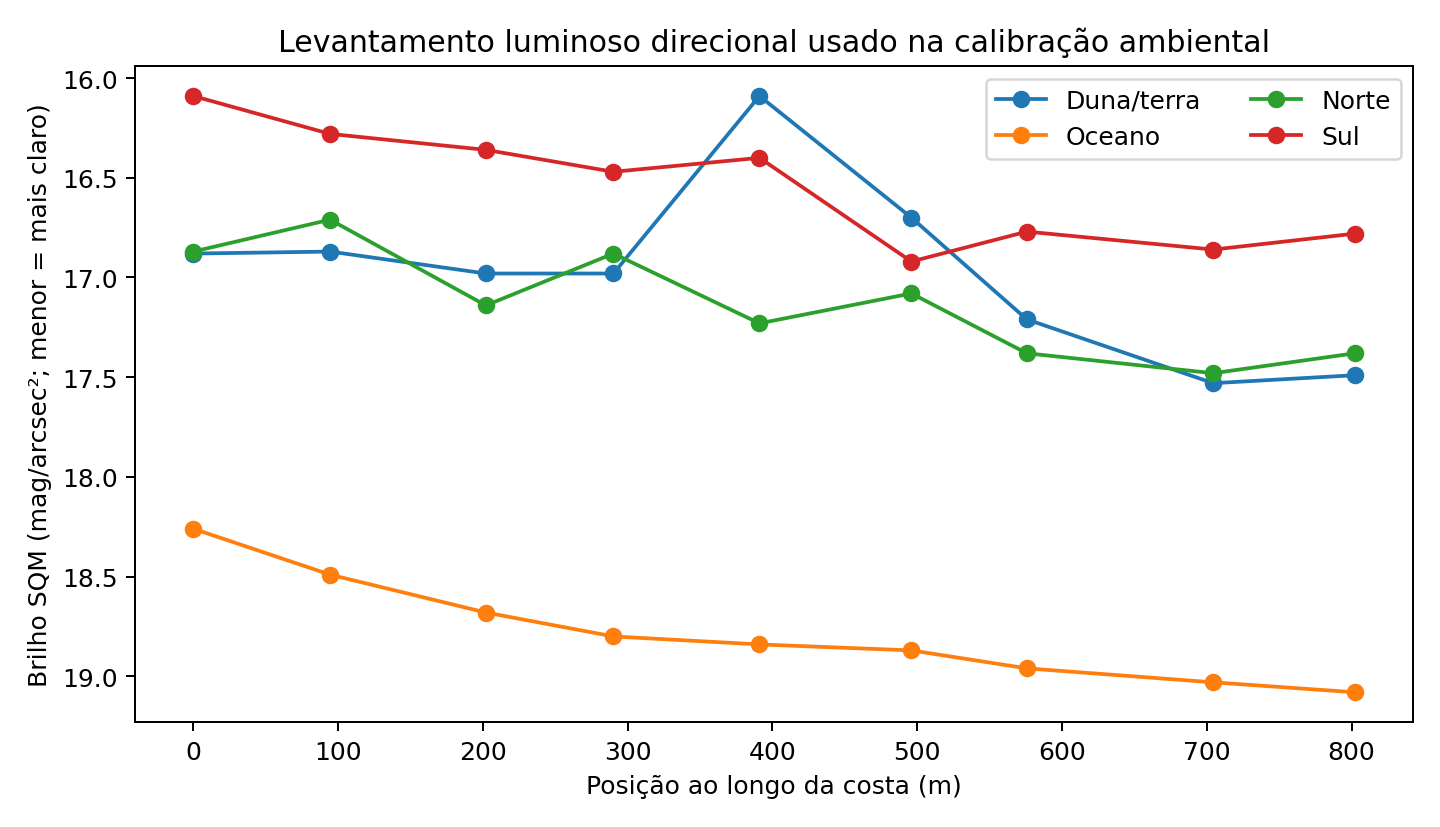 Levantamento luminoso direcional usado na calibração ambiental
Brilho SQM (mag/arcsec²; menor = mais claro)
16.0
16.5
17.0
17.5
18.0
18.5
19.0
Duna/terra
Oceano
Norte
Sul
0 100 200 300 400 500 600 700 800
Posição ao longo da costa (m)